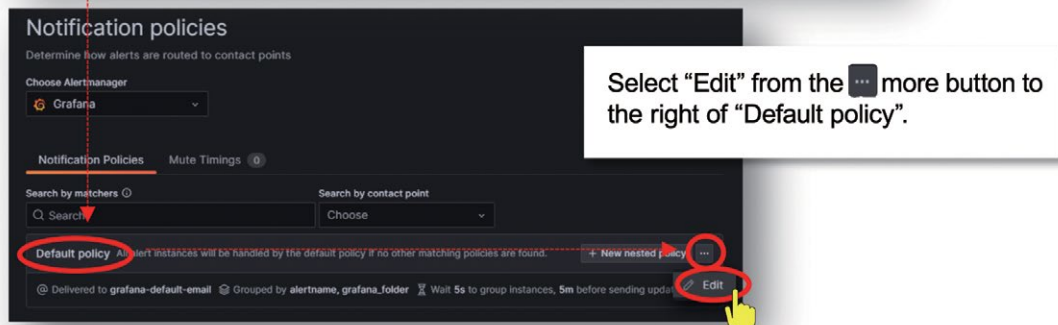 Notification policies
Determine how alerts are routed to contact points
Choose Alertmanager
Grafana
Select “Edit” from the ... more button to
the right of “Default policy”.
Notification Policies Mute Timings 0
Search by matchers Search by contact point
Search Choose
Default policy All alert instances will be handled by the default policy if no other matching policies are found. + New nested policy ...
Delivered to grafana-default-email Grouped by alertname, grafana_folder Wait 5s to group instances, 5m before sending Edit